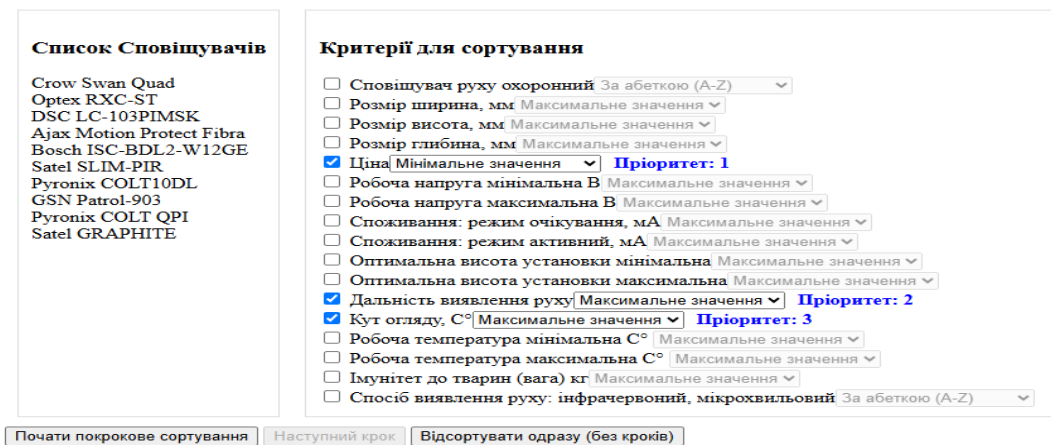 Список Сповіщувачів
Crow Swan Quad
Optex RXC-ST
DSC LC-103PIMSK
Ajax Motion Protect Fibra
Bosch ISC-BDL2-W12GE
Satel SLIM-PIR
Pyronix COLT10DL
GSN Patrol-903
Pyronix COLT QPI
Satel GRAPHITE
Критерії для сортування
Сповіщувач руху охоронний За абеткою (A-Z)
Розмір ширина, мм Максимальне значення
Розмір висота, мм Максимальне значення
Розмір глибина, мм Максимальне значення
Ціна Мінімальне значення Пріоритет: 1
Робоча напруга мінімальна В Максимальне значення
Робоча напруга максимальна В Максимальне значення
Споживання: режим очікування, мА Максимальне значення
Споживання: режим активний, мА Максимальне значення
Оптимальна висота установки мінімальна Максимальне значення
Оптимальна висота установки максимальна Максимальне значення
Дальність виявлення руху Максимальне значення Пріоритет: 2
Кут огляду, C° Максимальне значення Пріоритет: 3
Робоча температура мінімальна C° Максимальне значення
Робоча температура максимальна C° Максимальне значення
Імунітет до тварин (вага) кг Максимальне значення
Спосіб виявлення руху: інфрачервоний, мікрохвильовий За абеткою (A-Z)
Почати покрокове сортування Наступний крок Відсортувати одразу (без кроків)